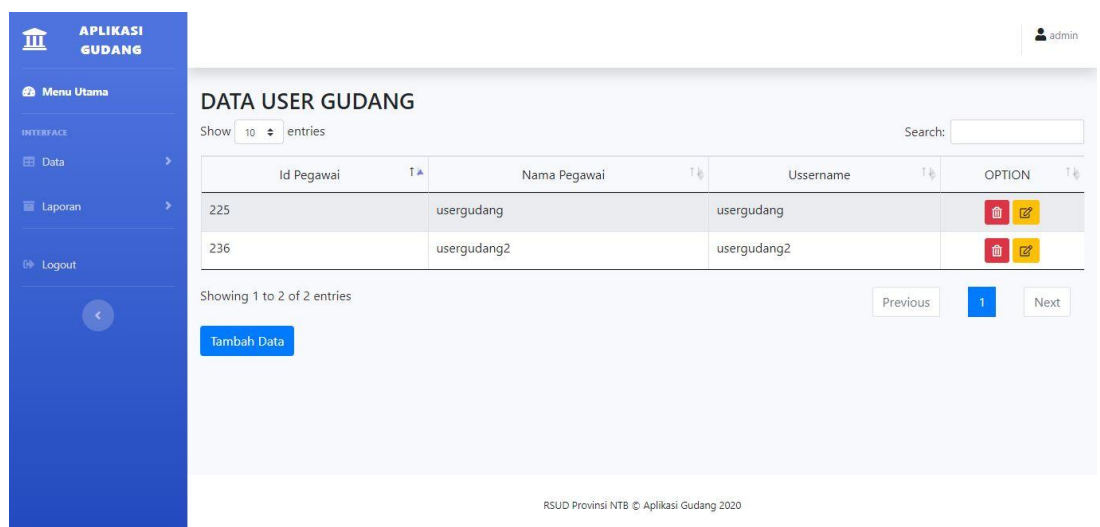 APLIKASI
GUDANG
admin
Menu Utama
INTERFACE
Data
Laporan
Logout
DATA USER GUDANG
Show 10 entries
Search:
Id Pegawai Nama Pegawai Ussername OPTION
225 usergudang usergudang
236 usergudang2 usergudang2
Showing 1 to 2 of 2 entries
Previous 1 Next
Tambah Data
RSUD Provinsi NTB © Aplikasi Gudang 2020